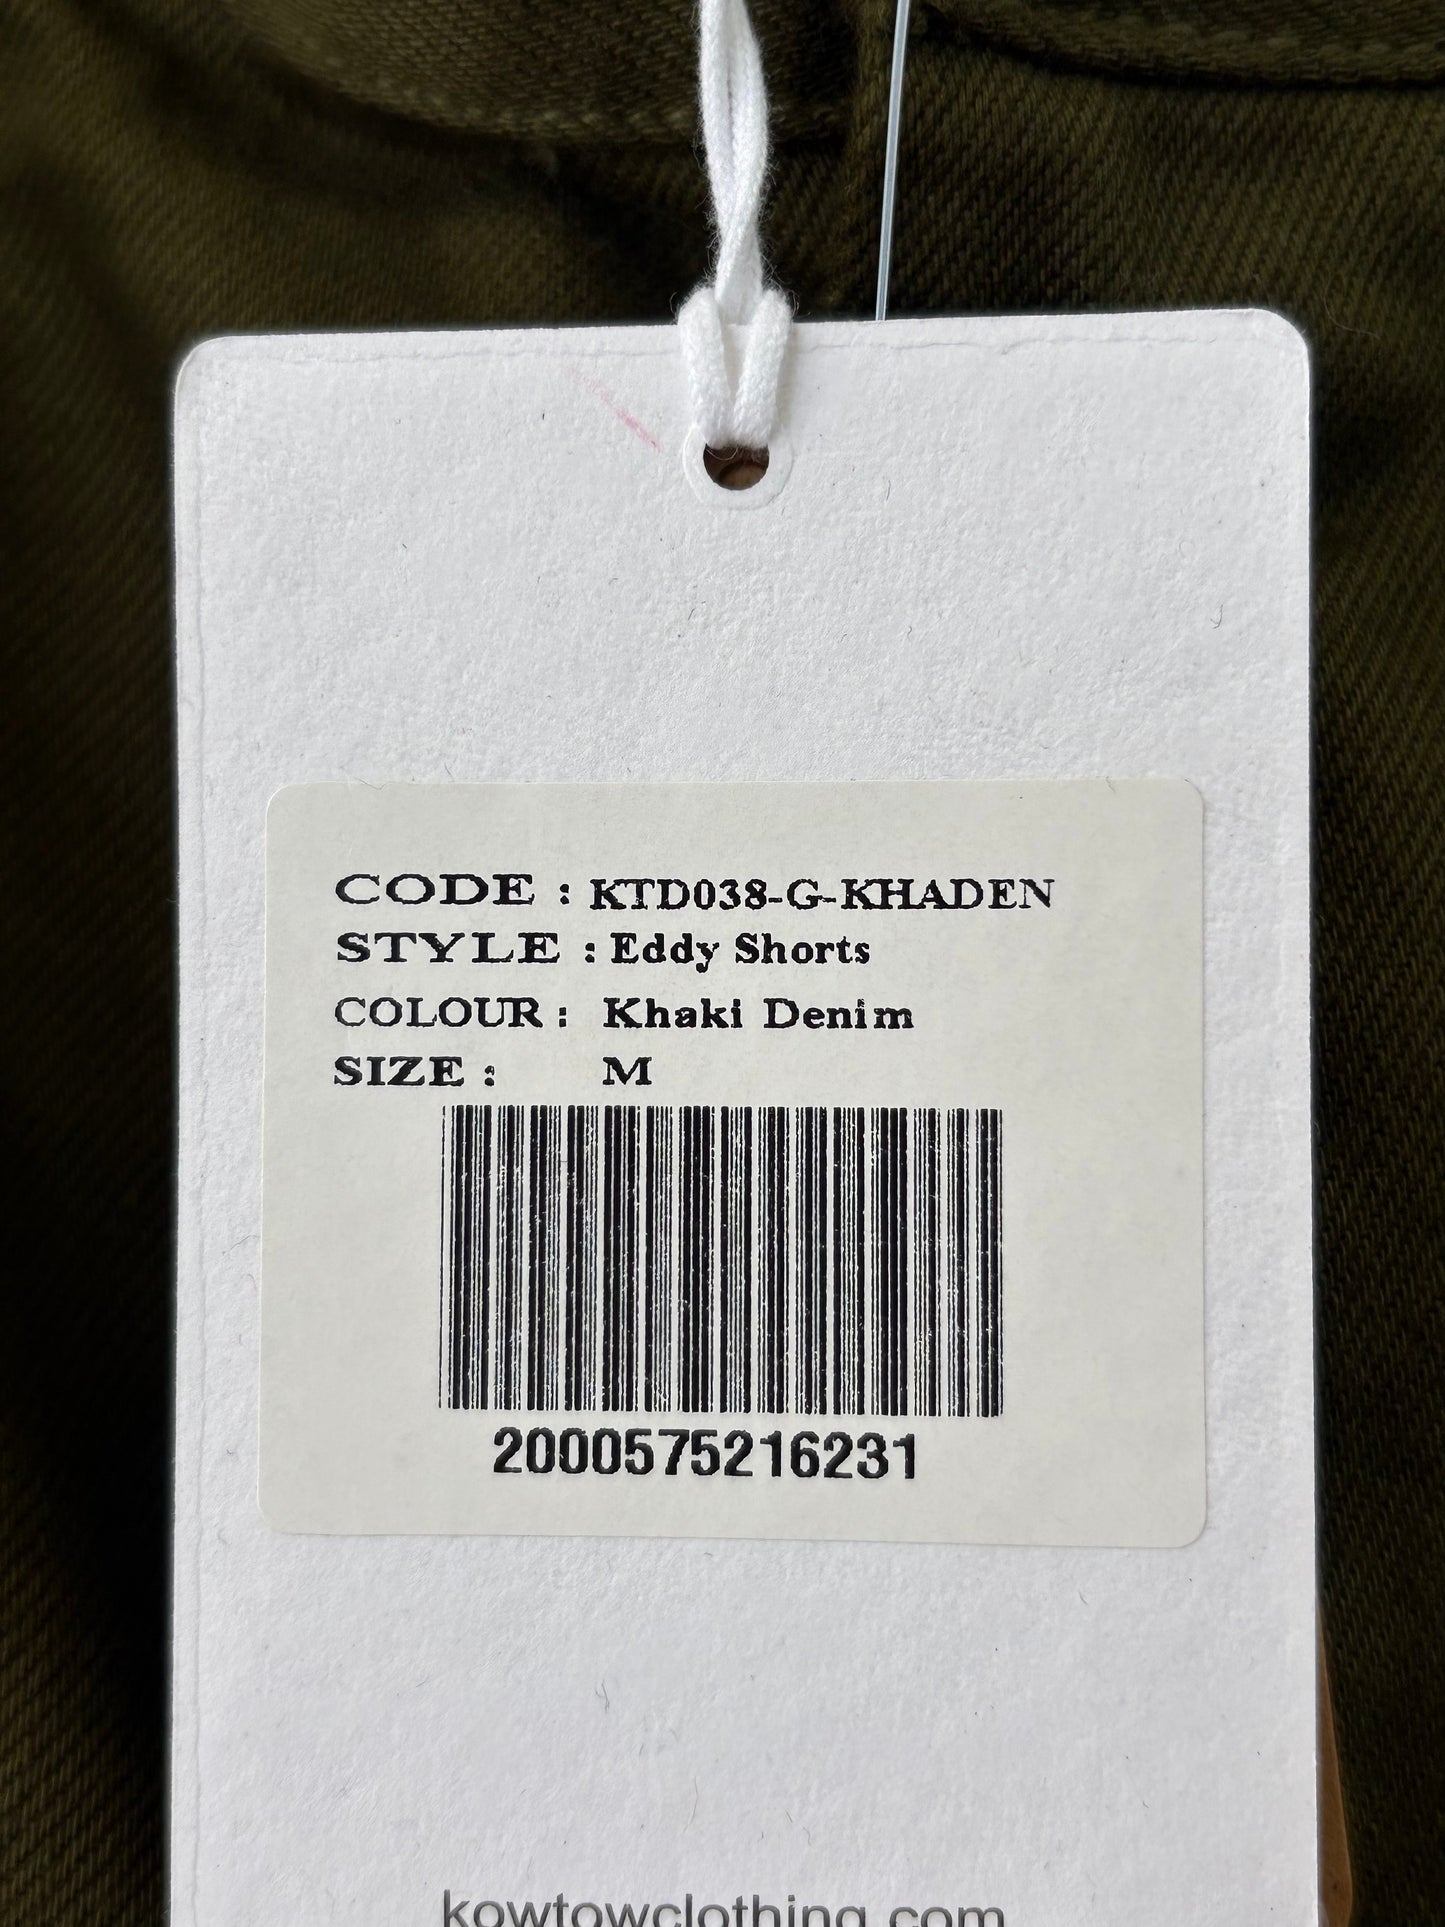 CODE : KTD038-G-KHADEN
STYLE : Eddy Shorts
COLOUR : Khaki Denim
SIZE : M
2000575216231
kowtowclothing.com